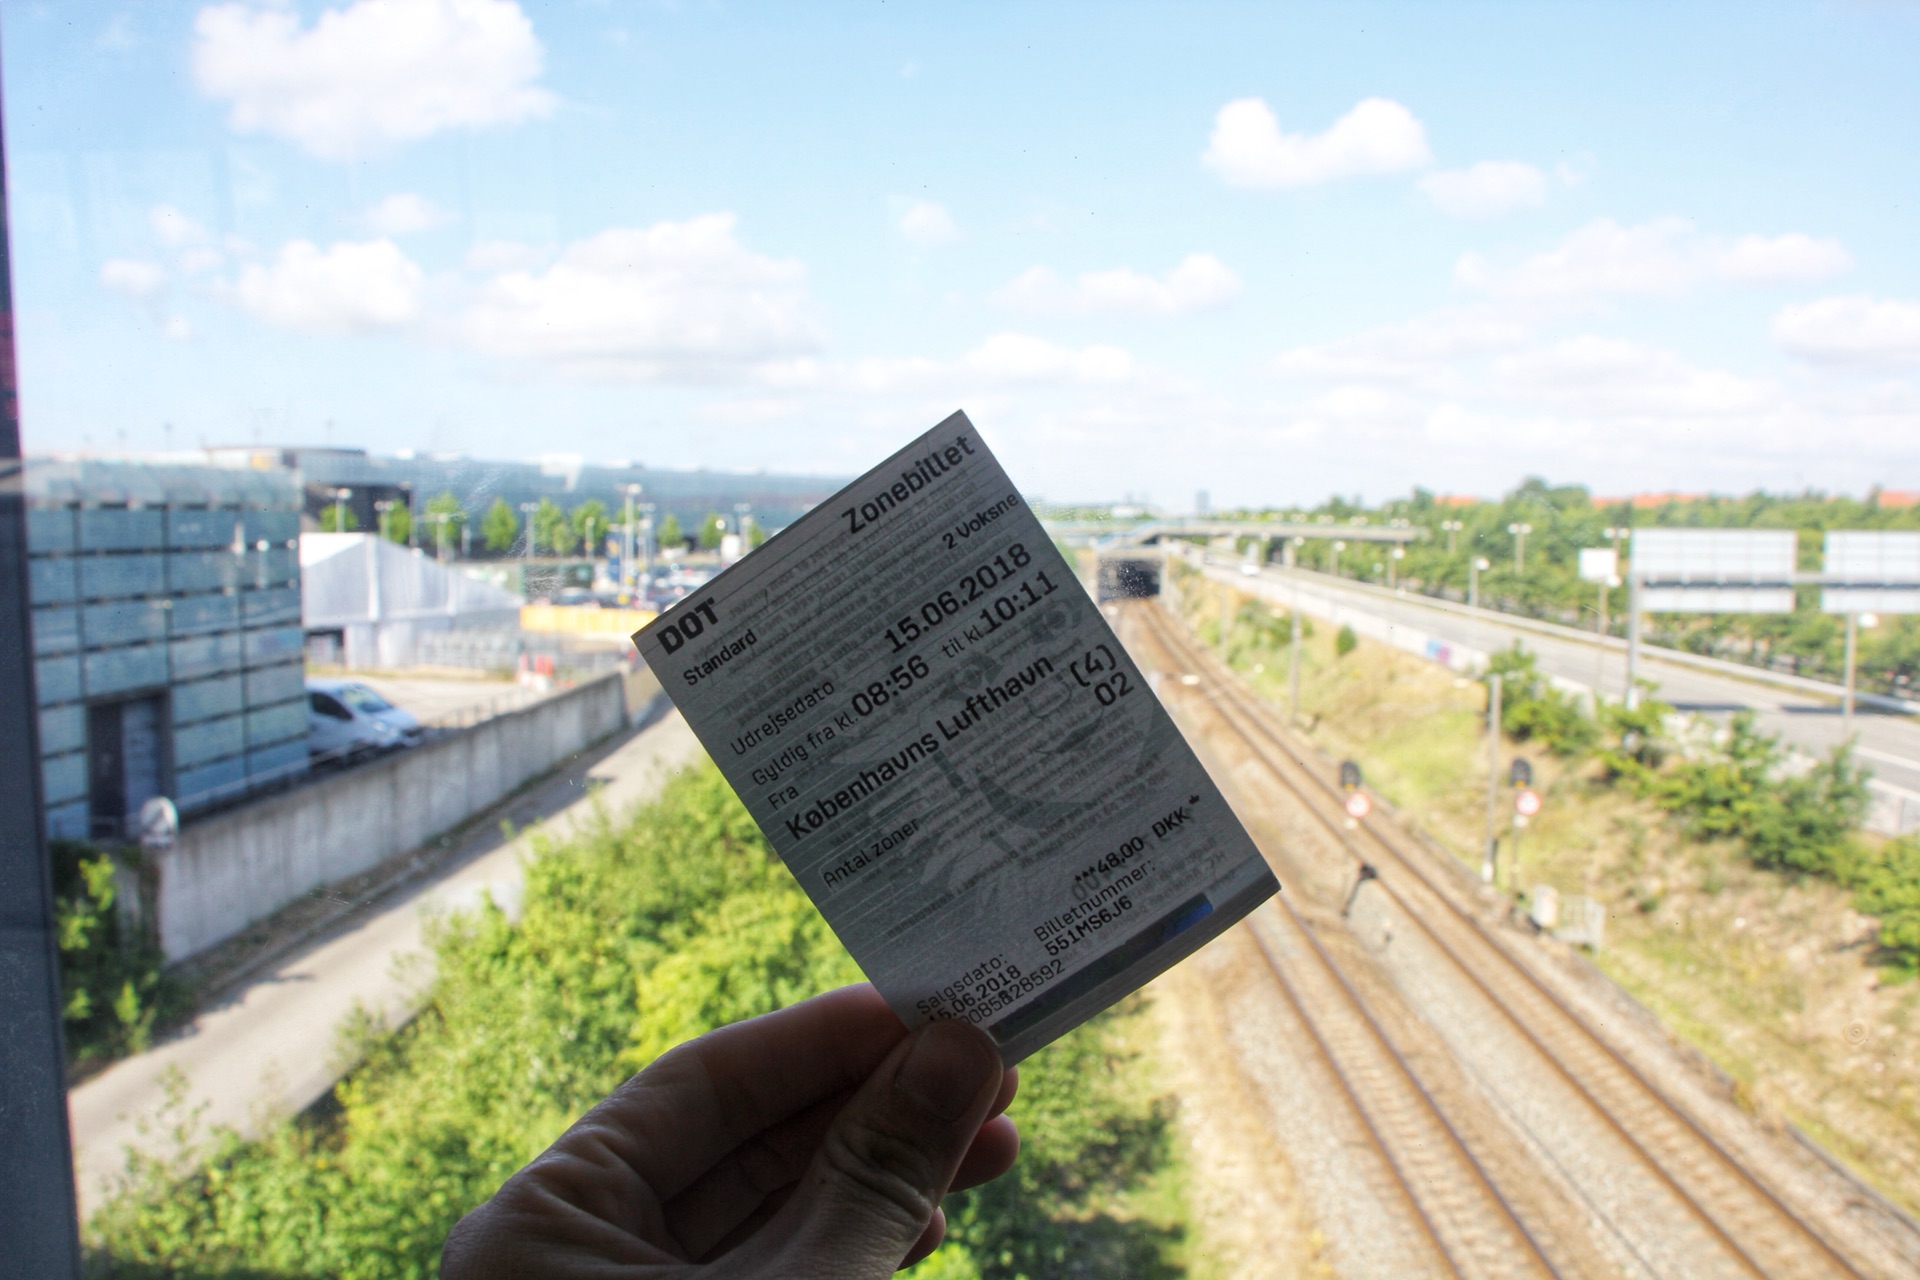 DOT Zonebillet
Standard 2 Voksne
Udrejsedato 15.06.2018
Gyldig fra kl. 08:56 til kl. 10:11
Fra
Københavns Lufthavn (4)
Antal zoner 02
***48,00 DKK
Salgsdato: Billetnummer:
15.06.2018 551MS6J6